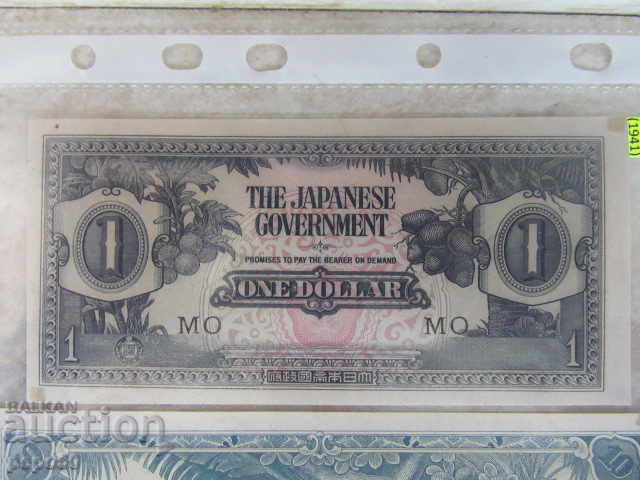 (1941)
THE JAPANESE
GOVERNMENT
PROMISES TO PAY THE BEARER ON DEMAND
ONE DOLLAR
1 1
MO MO
1 1
大日本帝國政府
BALKAN
auction
10